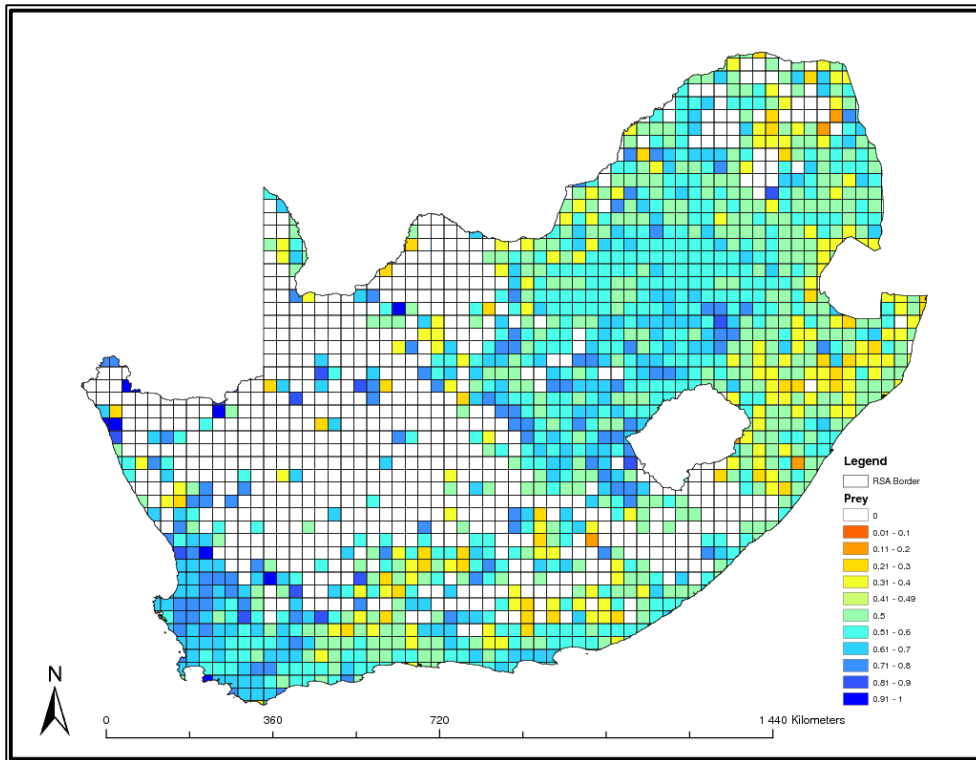 Legend
RSA Border
Prey
0
0.01 - 0.1
0.11 - 0.2
0.21 - 0.3
0.31 - 0.4
0.41 - 0.49
0.5
0.51 - 0.6
0.61 - 0.7
0.71 - 0.8
0.81 - 0.9
0.91 - 1
N
0 360 720 1 440 Kilometers